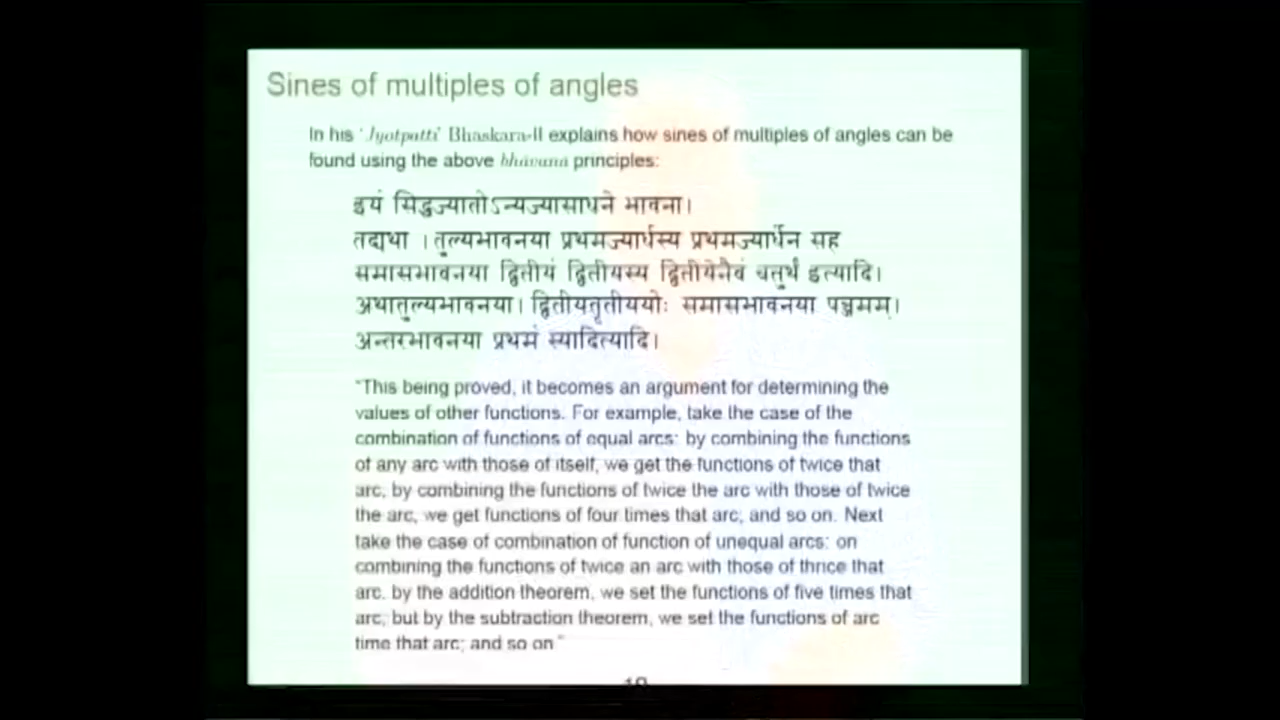 Sines of multiples of angles
In his 'Jyotpatti' Bhaskara-II explains how sines of multiples of angles can be
found using the above bhāvanā principles:
इयं सिद्धज्यातोऽन्यज्यासाधने भावना।
तद्यथा । तुल्यभावनया प्रथमज्यार्धस्य प्रथमज्यार्धेन सह
समासभावनया द्वितीयं द्वितीयस्य द्वितीयेनैवं चतुर्थं इत्यादि।
अथातुल्यभावनया। द्वितीयतृतीययोः समासभावनया पञ्चमम्।
अन्तरभावनया प्रथमं स्यादित्यादि।
"This being proved, it becomes an argument for determining the
values of other functions. For example, take the case of the
combination of functions of equal arcs: by combining the functions
of any arc with those of itself, we get the functions of twice that
arc, by combining the functions of twice the arc with those of twice
the arc, we get functions of four times that arc, and so on. Next
take the case of combination of function of unequal arcs: on
combining the functions of twice an arc with those of thrice that
arc. by the addition theorem, we set the functions of five times that
arc, but by the subtraction theorem, we set the functions of arc
time that arc; and so on"